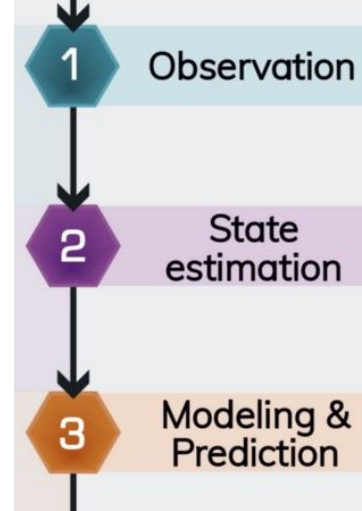 1
Observation
2
State
estimation
3
Modeling &
Prediction